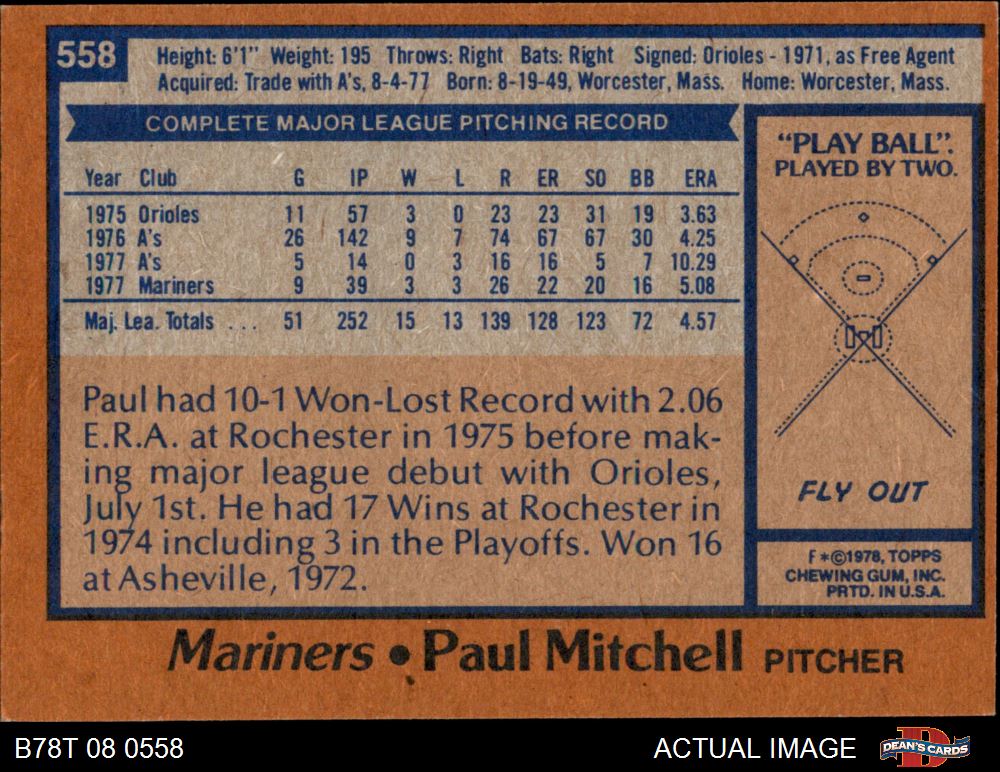 558
Height: 6'1" Weight: 195 Throws: Right Bats: Right Signed: Orioles - 1971, as Free Agent
Acquired: Trade with A's, 8-4-77 Born: 8-19-49, Worcester, Mass. Home: Worcester, Mass.
COMPLETE MAJOR LEAGUE PITCHING RECORD
Year Club G IP W L R ER SO BB ERA
1975 Orioles 11 57 3 0 23 23 31 19 3.63
1976 A's 26 142 9 7 74 67 67 30 4.25
1977 A's 5 14 0 3 16 16 5 7 10.29
1977 Mariners 9 39 3 3 26 22 20 16 5.08
Maj. Lea. Totals ... 51 252 15 13 139 128 123 72 4.57
Paul had 10-1 Won-Lost Record with 2.06
E.R.A. at Rochester in 1975 before mak-
ing major league debut with Orioles,
July 1st. He had 17 Wins at Rochester in
1974 including 3 in the Playoffs. Won 16
at Asheville, 1972.
"PLAY BALL":
PLAYED BY TWO.
FLY OUT
F*©1978, TOPPS
CHEWING GUM, INC.
PRTD. IN U.S.A.
Mariners • Paul Mitchell PITCHER
B78T 08 0558
ACTUAL IMAGE
D
DEAN'S CARDS